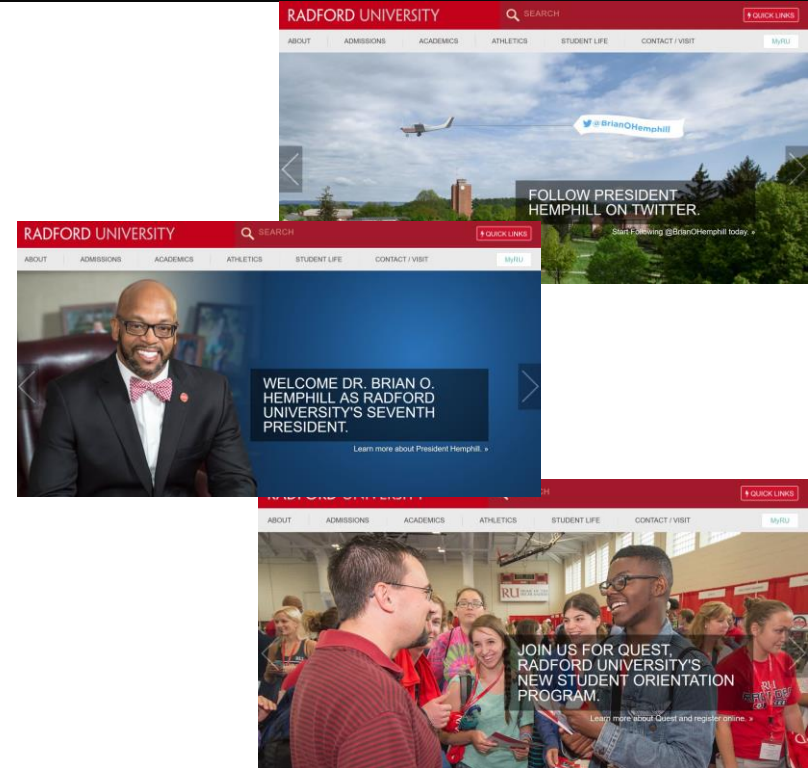 RADFORD UNIVERSITY
SEARCH
QUICK LINKS
ABOUT
ADMISSIONS
ACADEMICS
ATHLETICS
STUDENT LIFE
CONTACT / VISIT
MyRU
@BrianOHemphill
FOLLOW PRESIDENT
HEMPHILL ON TWITTER.
Start Following @BrianOHemphill today. »
RADFORD UNIVERSITY
SEARCH
QUICK LINKS
ABOUT
ADMISSIONS
ACADEMICS
ATHLETICS
STUDENT LIFE
CONTACT / VISIT
MyRU
WELCOME DR. BRIAN O.
HEMPHILL AS RADFORD
UNIVERSITY'S SEVENTH
PRESIDENT.
Learn more about President Hemphill. »
RADFORD UNIVERSITY
QUICK LINKS
ABOUT
ADMISSIONS
ACADEMICS
ATHLETICS
STUDENT LIFE
CONTACT / VISIT
MyRU
RU
JOIN US FOR QUEST,
RADFORD UNIVERSITY'S
NEW STUDENT ORIENTATION
PROGRAM.
Learn more about Quest and register online. »